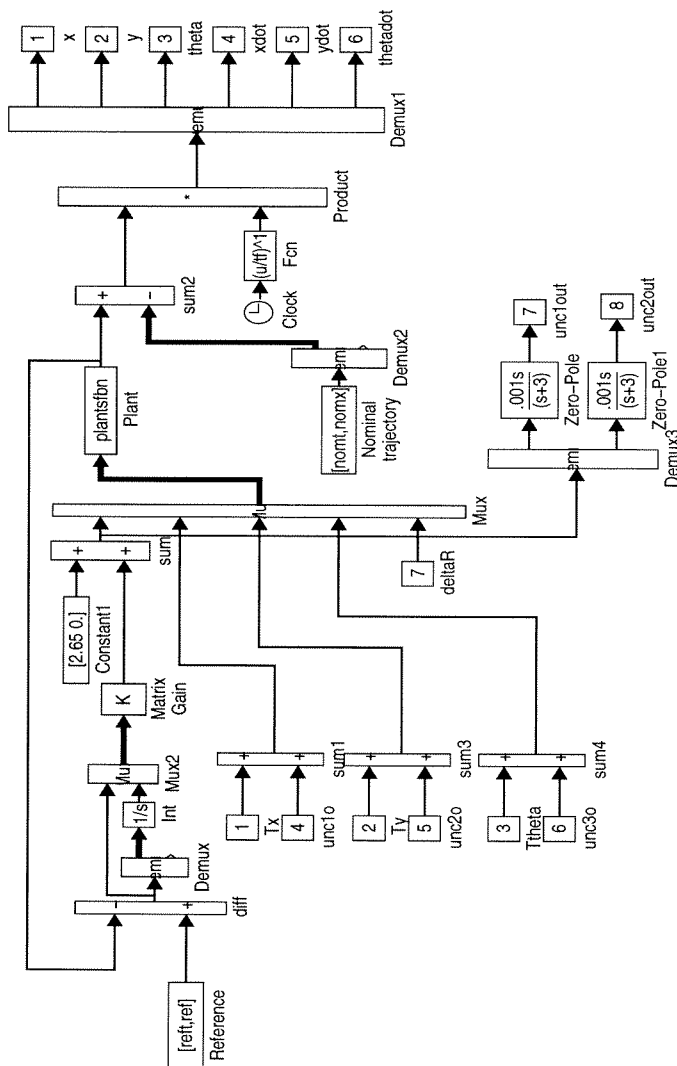 [reft,ref]
Reference
−
+
diff
emu
Demux
1/s
Int
Mu
Mux2
K
Matrix
Gain
[2.65 0.]
Constant1
+
+
sum
1
Tx
4
unc1o
+
+
sum1
2
Ty
5
unc2o
+
+
sum3
3
Ttheta
6
unc3o
+
+
sum4
7
deltaR
Mux
plantsfbn
Plant
[nomt,nomx]
Nominal
trajectory
Demux2
+
−
sum2
Clock
(u/tf)^1
Fcn
*
Product
emu
Demux1
1
x
2
y
3
theta
4
xdot
5
ydot
6
thetadot
Demux3
.001s
(s+3)
Zero−Pole
.001s
(s+3)
Zero−Pole1
7
unc1out
8
unc2out